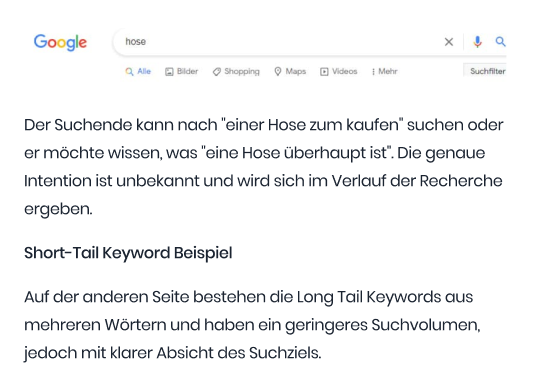 Google hose
Alle Bilder Shopping Maps Videos Mehr Suchfilter
Der Suchende kann nach "einer Hose zum kaufen" suchen oder
er möchte wissen, was "eine Hose überhaupt ist". Die genaue
Intention ist unbekannt und wird sich im Verlauf der Recherche
ergeben.
Short-Tail Keyword Beispiel
Auf der anderen Seite bestehen die Long Tail Keywords aus
mehreren Wörtern und haben ein geringeres Suchvolumen,
jedoch mit klarer Absicht des Suchziels.